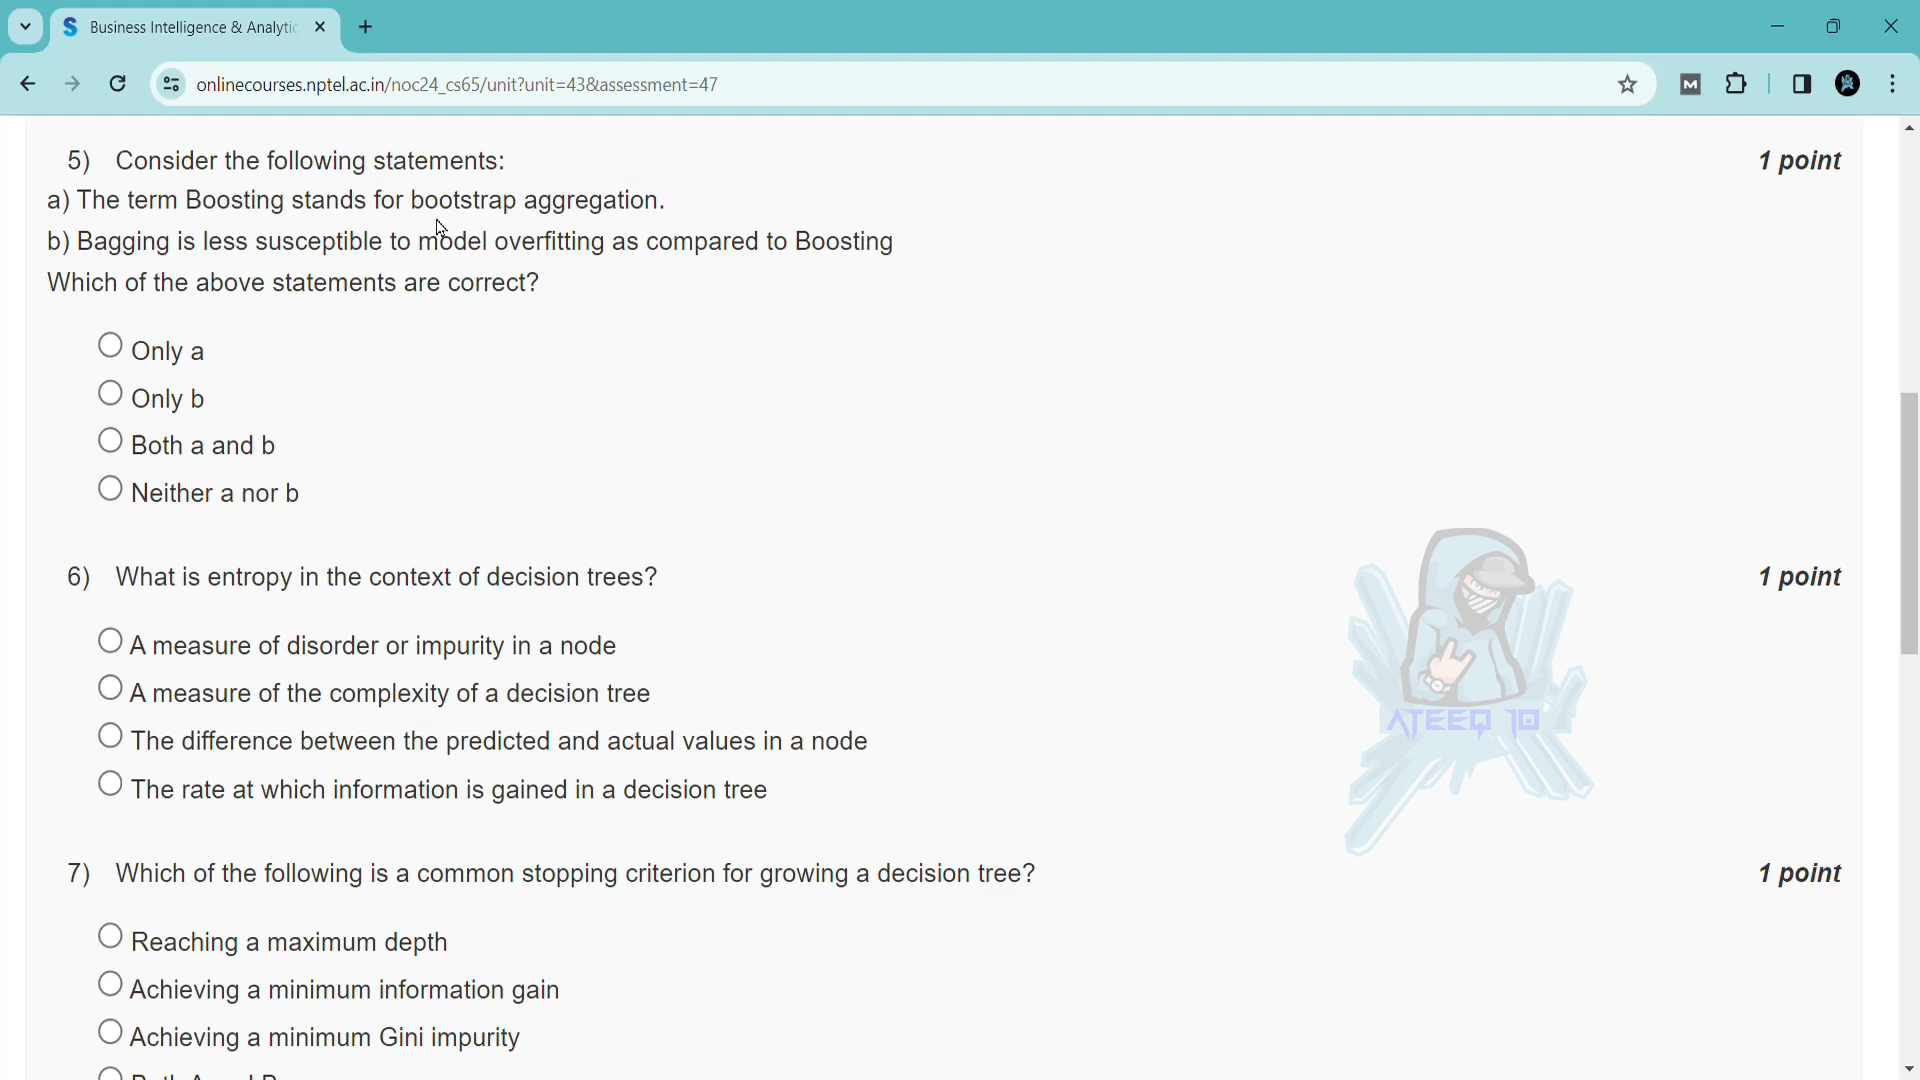 Business Intelligence & Analytic
onlinecourses.nptel.ac.in/noc24_cs65/unit?unit=43&assessment=47
5) Consider the following statements: 1 point
a) The term Boosting stands for bootstrap aggregation.
b) Bagging is less susceptible to model overfitting as compared to Boosting
Which of the above statements are correct?
Only a
Only b
Both a and b
Neither a nor b
6) What is entropy in the context of decision trees? 1 point
A measure of disorder or impurity in a node
A measure of the complexity of a decision tree
The difference between the predicted and actual values in a node
The rate at which information is gained in a decision tree
ATEEQ 10
7) Which of the following is a common stopping criterion for growing a decision tree? 1 point
Reaching a maximum depth
Achieving a minimum information gain
Achieving a minimum Gini impurity